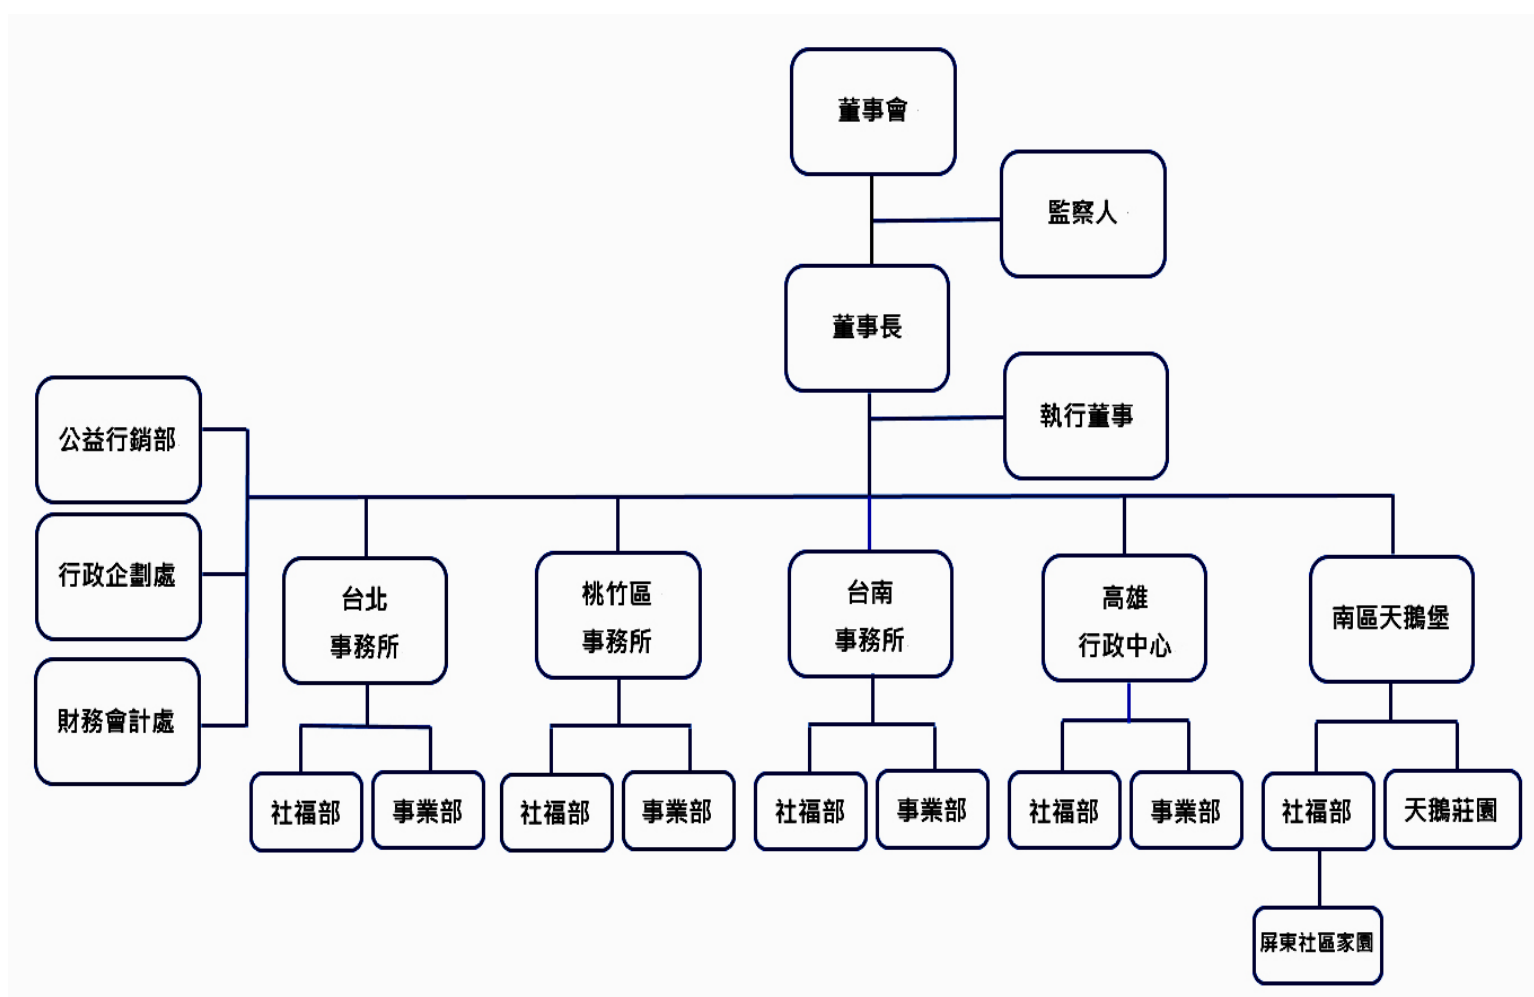 董事會
監察人
董事長
執行董事
公益行銷部
行政企劃處
財務會計處
台北
事務所
桃竹區
事務所
台南
事務所
高雄
行政中心
南區天鵝堡
社福部
事業部
社福部
事業部
社福部
事業部
社福部
事業部
社福部
天鵝莊園
屏東社區家園